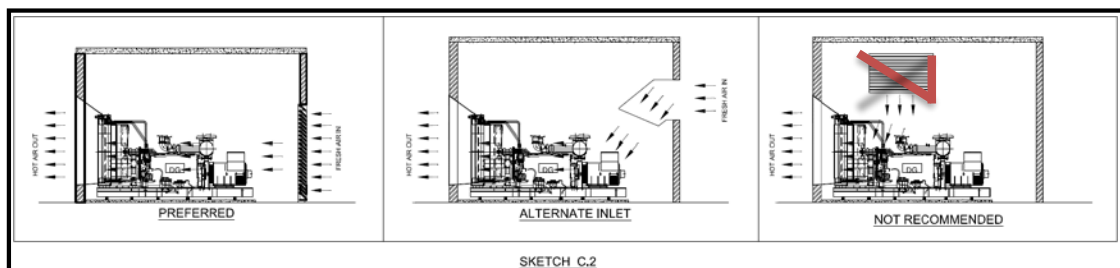 HOT AIR OUT
DG
FRESH AIR IN
PREFERRED
HOT AIR OUT
DG
FRESH AIR IN
ALTERNATE INLET
HOT AIR OUT
DG
NOT RECOMMENDED
SKETCH C.2